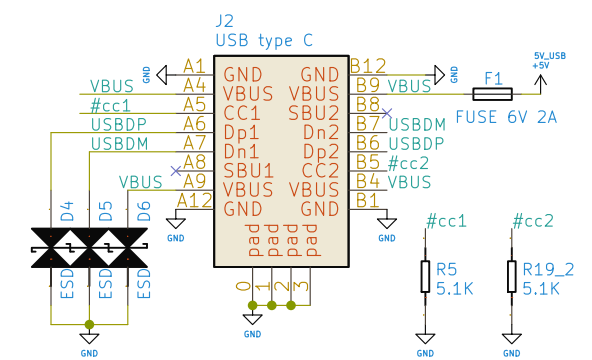 J2
USB type C
GND
A1
GND
GND
B12
GND
5V_USB
+5V
VBUS
A4
VBUS
VBUS
B9
VBUS
F1
#cc1
A5
CC1
SBU2
B8
FUSE 6V 2A
USBDP
A6
Dp1
Dn2
B7
USBDM
USBDM
A7
Dn1
Dp2
B6
USBDP
A8
SBU1
CC2
B5
#cc2
VBUS
A9
VBUS
VBUS
B4
VBUS
A12
GND
GND
B1
D4
D5
D6
GND
GND
#cc1
#cc2
pad
pad
pad
pad
ESD
ESD
ESD
R5
5.1K
R19_2
5.1K
0
1
2
3
GND
GND
GND
GND